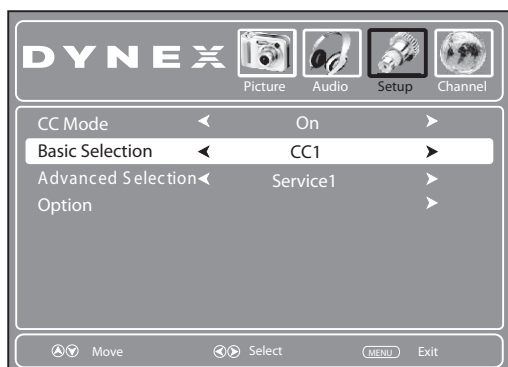 DYNEX
Picture Audio Setup Channel
CC Mode On
Basic Selection CC1
Advanced Selection Service1
Option
Move Select MENU Exit